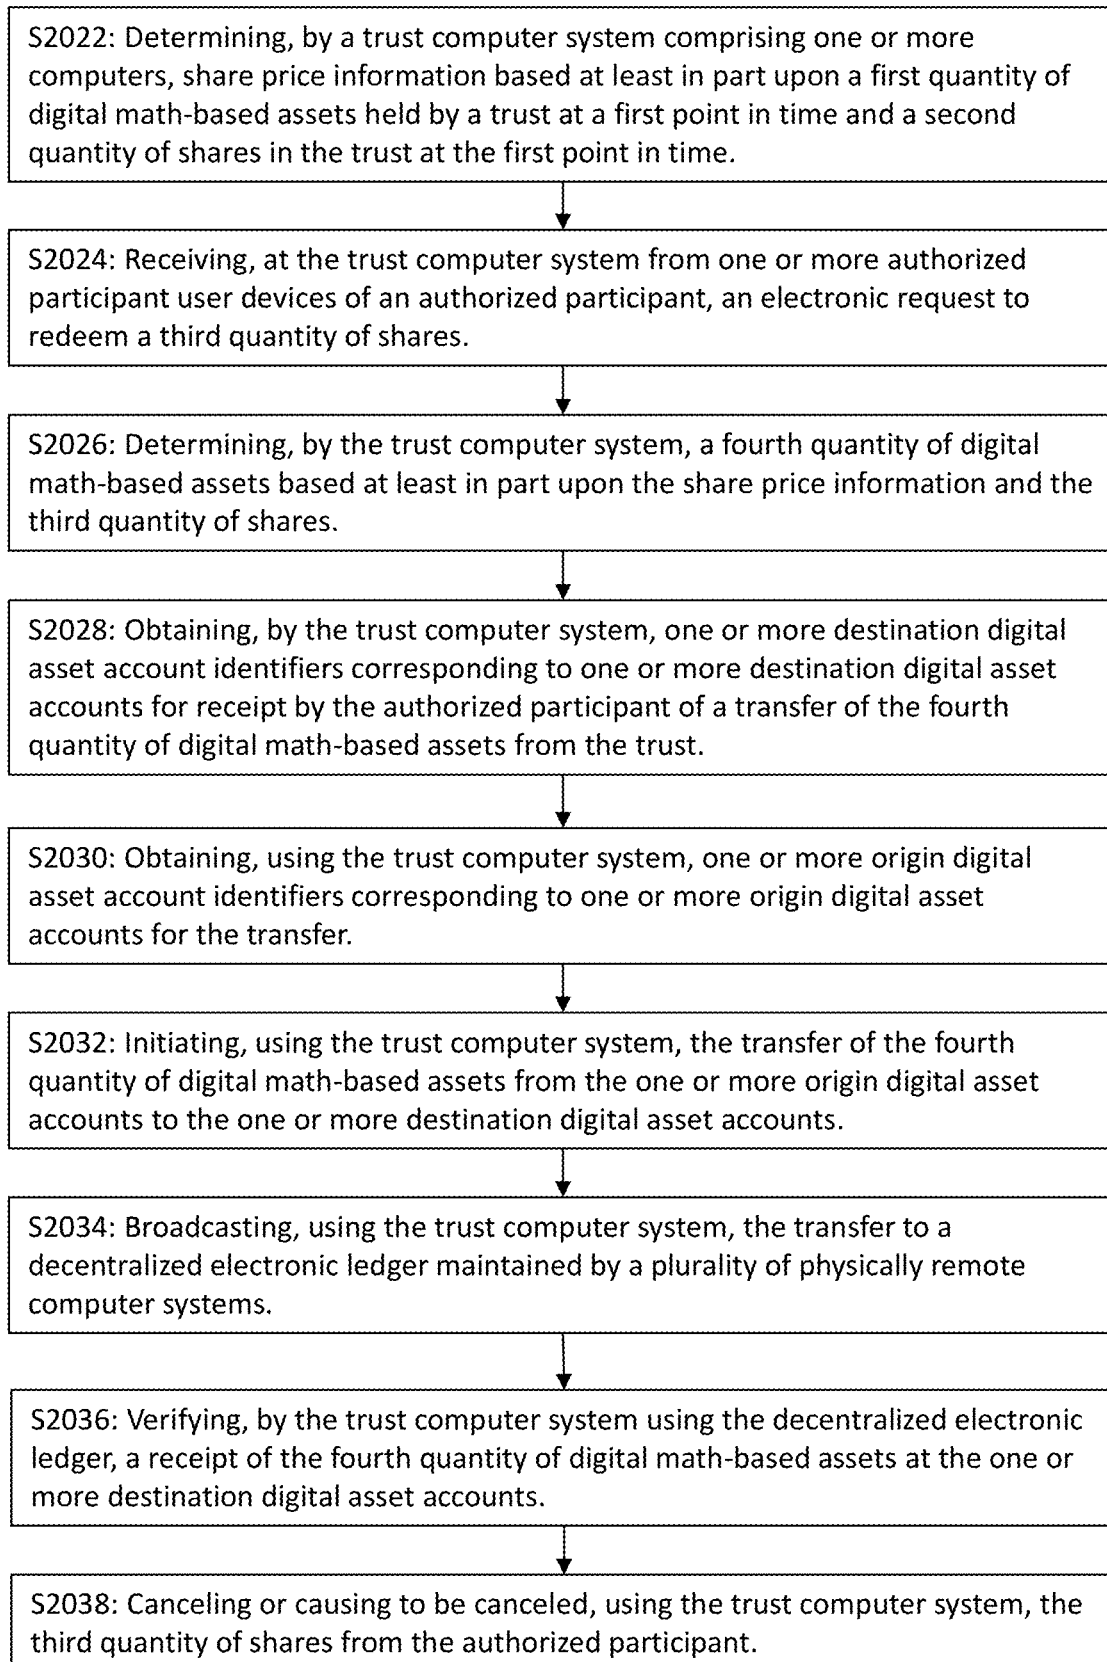 S2022: Determining, by a trust computer system comprising one or more
computers, share price information based at least in part upon a first quantity of
digital math-based assets held by a trust at a first point in time and a second
quantity of shares in the trust at the first point in time.
S2024: Receiving, at the trust computer system from one or more authorized
participant user devices of an authorized participant, an electronic request to
redeem a third quantity of shares.
S2026: Determining, by the trust computer system, a fourth quantity of digital
math-based assets based at least in part upon the share price information and the
third quantity of shares.
S2028: Obtaining, by the trust computer system, one or more destination digital
asset account identifiers corresponding to one or more destination digital asset
accounts for receipt by the authorized participant of a transfer of the fourth
quantity of digital math-based assets from the trust.
S2030: Obtaining, using the trust computer system, one or more origin digital
asset account identifiers corresponding to one or more origin digital asset
accounts for the transfer.
S2032: Initiating, using the trust computer system, the transfer of the fourth
quantity of digital math-based assets from the one or more origin digital asset
accounts to the one or more destination digital asset accounts.
S2034: Broadcasting, using the trust computer system, the transfer to a
decentralized electronic ledger maintained by a plurality of physically remote
computer systems.
S2036: Verifying, by the trust computer system using the decentralized electronic
ledger, a receipt of the fourth quantity of digital math-based assets at the one or
more destination digital asset accounts.
S2038: Canceling or causing to be canceled, using the trust computer system, the
third quantity of shares from the authorized participant.